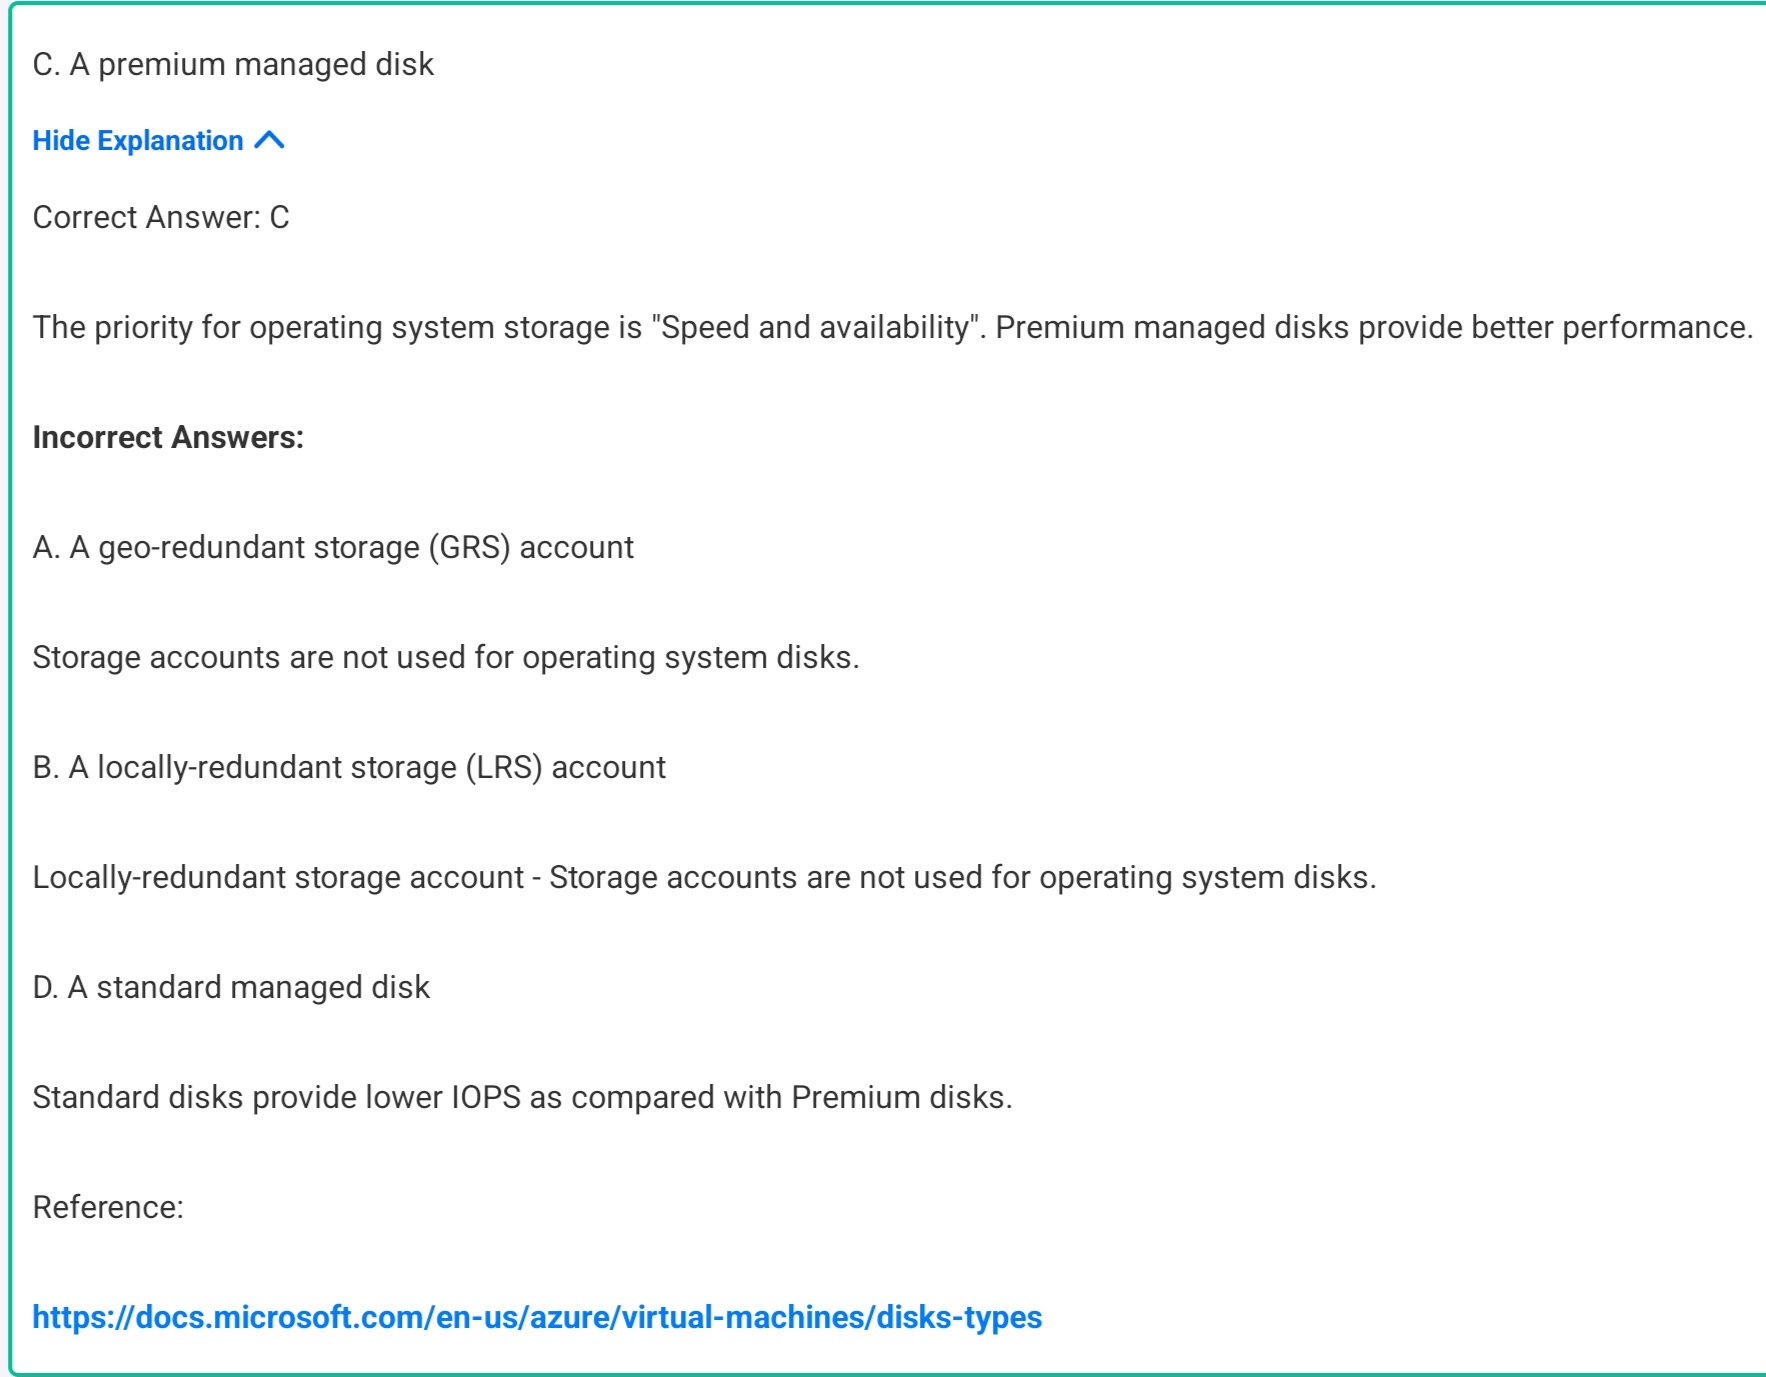 C. A premium managed disk
Hide Explanation
Correct Answer: C
The priority for operating system storage is "Speed and availability". Premium managed disks provide better performance.
Incorrect Answers:
A. A geo-redundant storage (GRS) account
Storage accounts are not used for operating system disks.
B. A locally-redundant storage (LRS) account
Locally-redundant storage account - Storage accounts are not used for operating system disks.
D. A standard managed disk
Standard disks provide lower IOPS as compared with Premium disks.
Reference:
https://docs.microsoft.com/en-us/azure/virtual-machines/disks-types